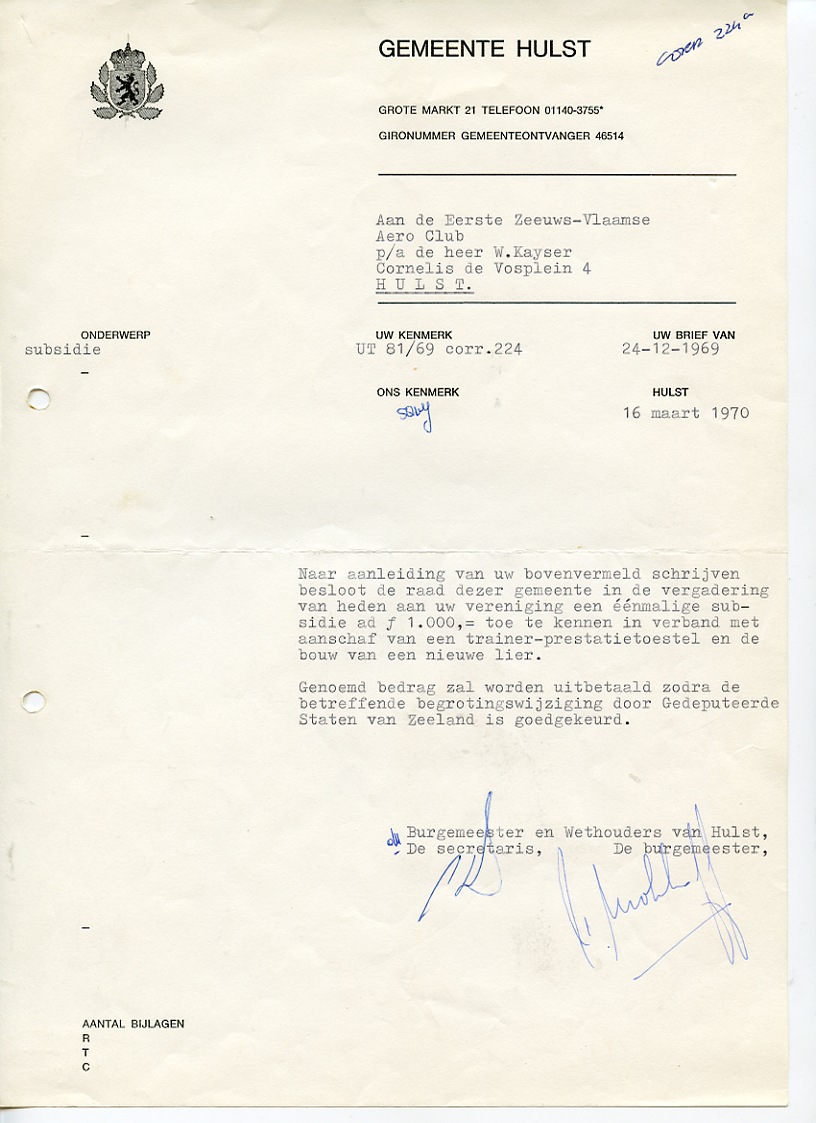 GEMEENTE HULST
GROTE MARKT 21 TELEFOON 01140-3755*
GIRONUMMER GEMEENTEONTVANGER 46514
Aan de Eerste Zeeuws-Vlaamse
Aero Club
p/a de heer W.Kayser
Cornelis de Vosplein 4
H U L S T.
ONDERWERP UW KENMERK UW BRIEF VAN
subsidie UT 81/69 corr.224 24-12-1969
–
ONS KENMERK HULST
16 maart 1970
–
Naar aanleiding van uw bovenvermeld schrijven
besloot de raad dezer gemeente in de vergadering
van heden aan uw vereniging een éénmalige sub-
sidie ad ƒ 1.000,= toe te kennen in verband met
aanschaf van een trainer-prestatietoestel en de
bouw van een nieuwe lier.
Genoemd bedrag zal worden uitbetaald zodra de
betreffende begrotingswijziging door Gedeputeerde
Staten van Zeeland is goedgekeurd.
Burgemeester en Wethouders van Hulst,
De secretaris, De burgemeester,
–
AANTAL BIJLAGEN
R
T
C